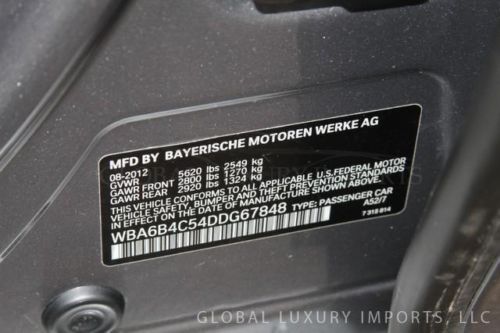 MFD BY BAYERISCHE MOTOREN WERKE AG
08-2012
GVWR 5620 lbs 2549 kg
GAWR FRONT 2800 lbs 1270 kg
GAWR REAR 2920 lbs 1324 kg
THIS VEHICLE CONFORMS TO ALL APPLICABLE U.S. FEDERAL MOTOR
VEHICLE SAFETY, BUMPER, AND THEFT PREVENTION STANDARDS
IN EFFECT ON THE DATE OF MANUFACTURE SHOWN ABOVE.
WBA6B4C54DDG67848 TYPE: PASSENGER CAR
A52/7
7 318 814
GLOBAL LUXURY IMPORTS, LLC